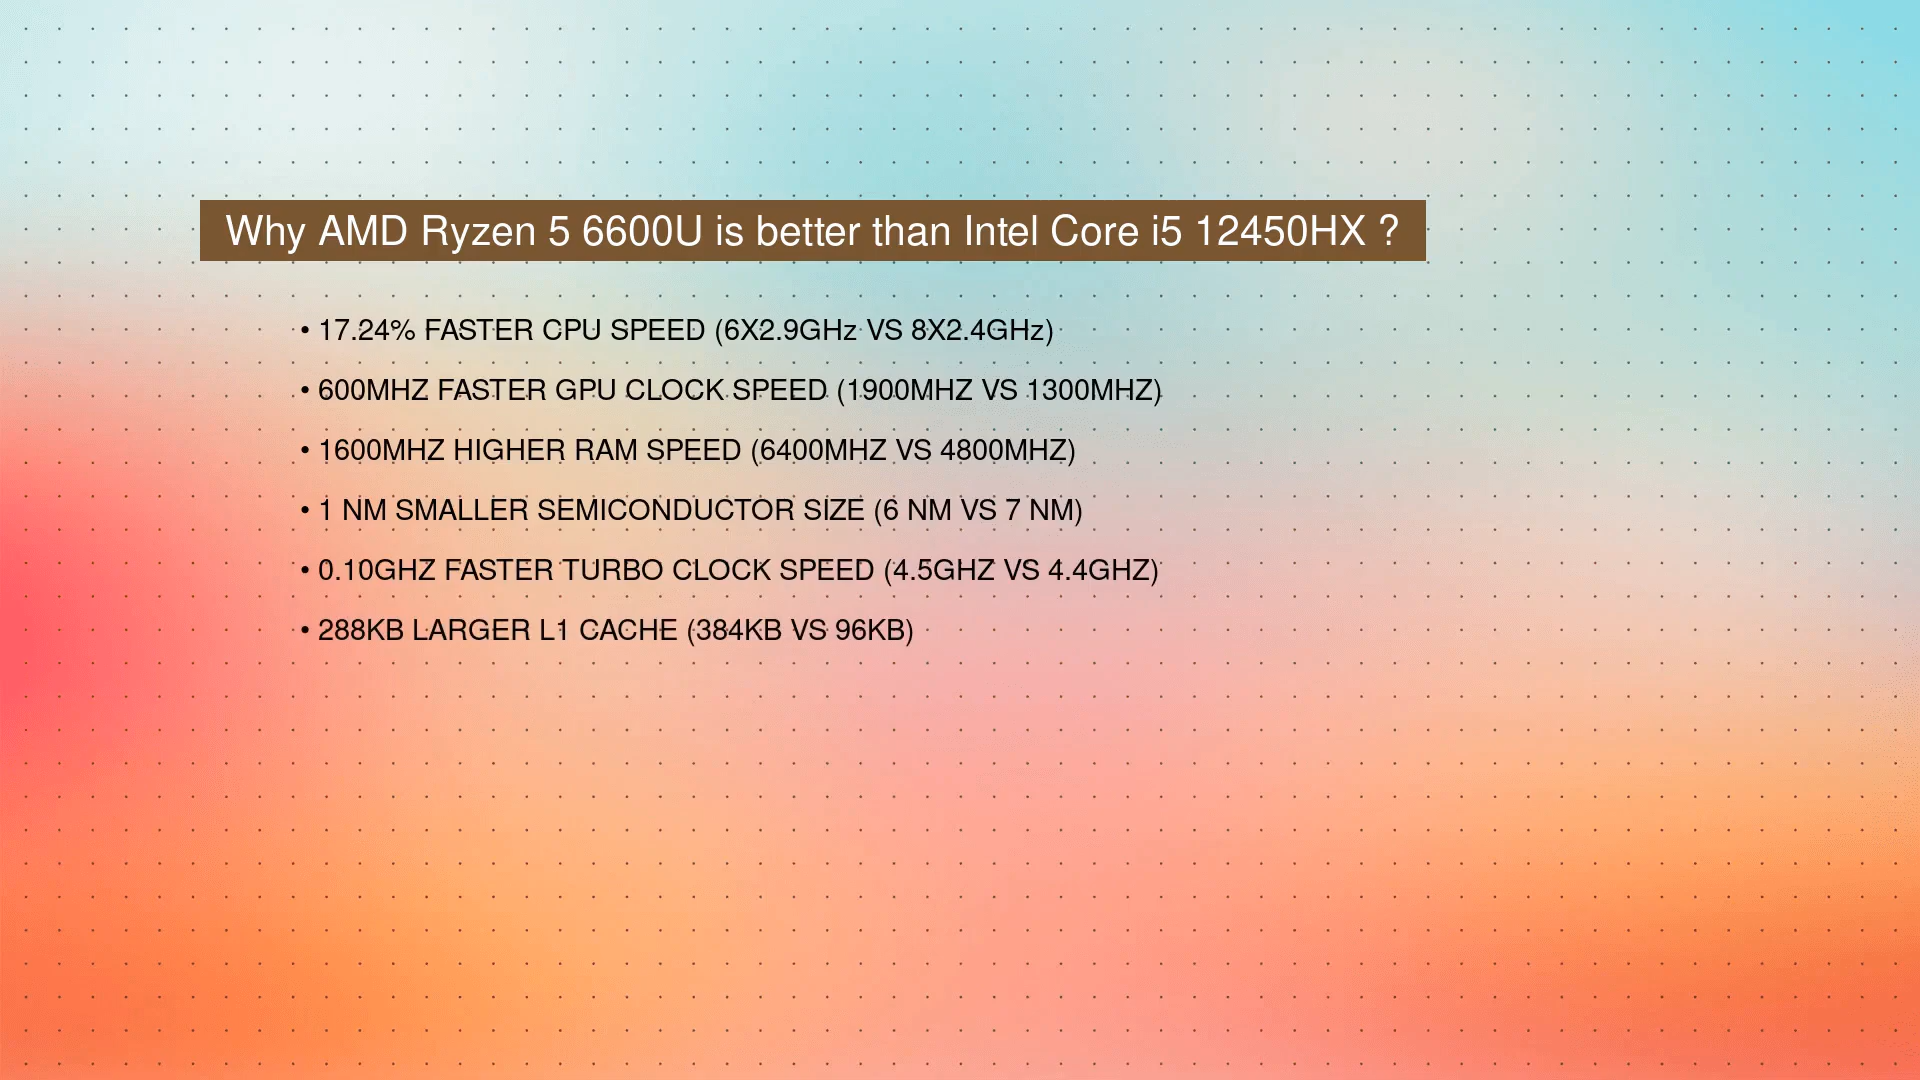 Why AMD Ryzen 5 6600U is better than Intel Core i5 12450HX ?
• 17.24% FASTER CPU SPEED (6X2.9GHz VS 8X2.4GHz)
• 600MHZ FASTER GPU CLOCK SPEED (1900MHZ VS 1300MHZ)
• 1600MHZ HIGHER RAM SPEED (6400MHZ VS 4800MHZ)
• 1 NM SMALLER SEMICONDUCTOR SIZE (6 NM VS 7 NM)
• 0.10GHZ FASTER TURBO CLOCK SPEED (4.5GHZ VS 4.4GHZ)
• 288KB LARGER L1 CACHE (384KB VS 96KB)